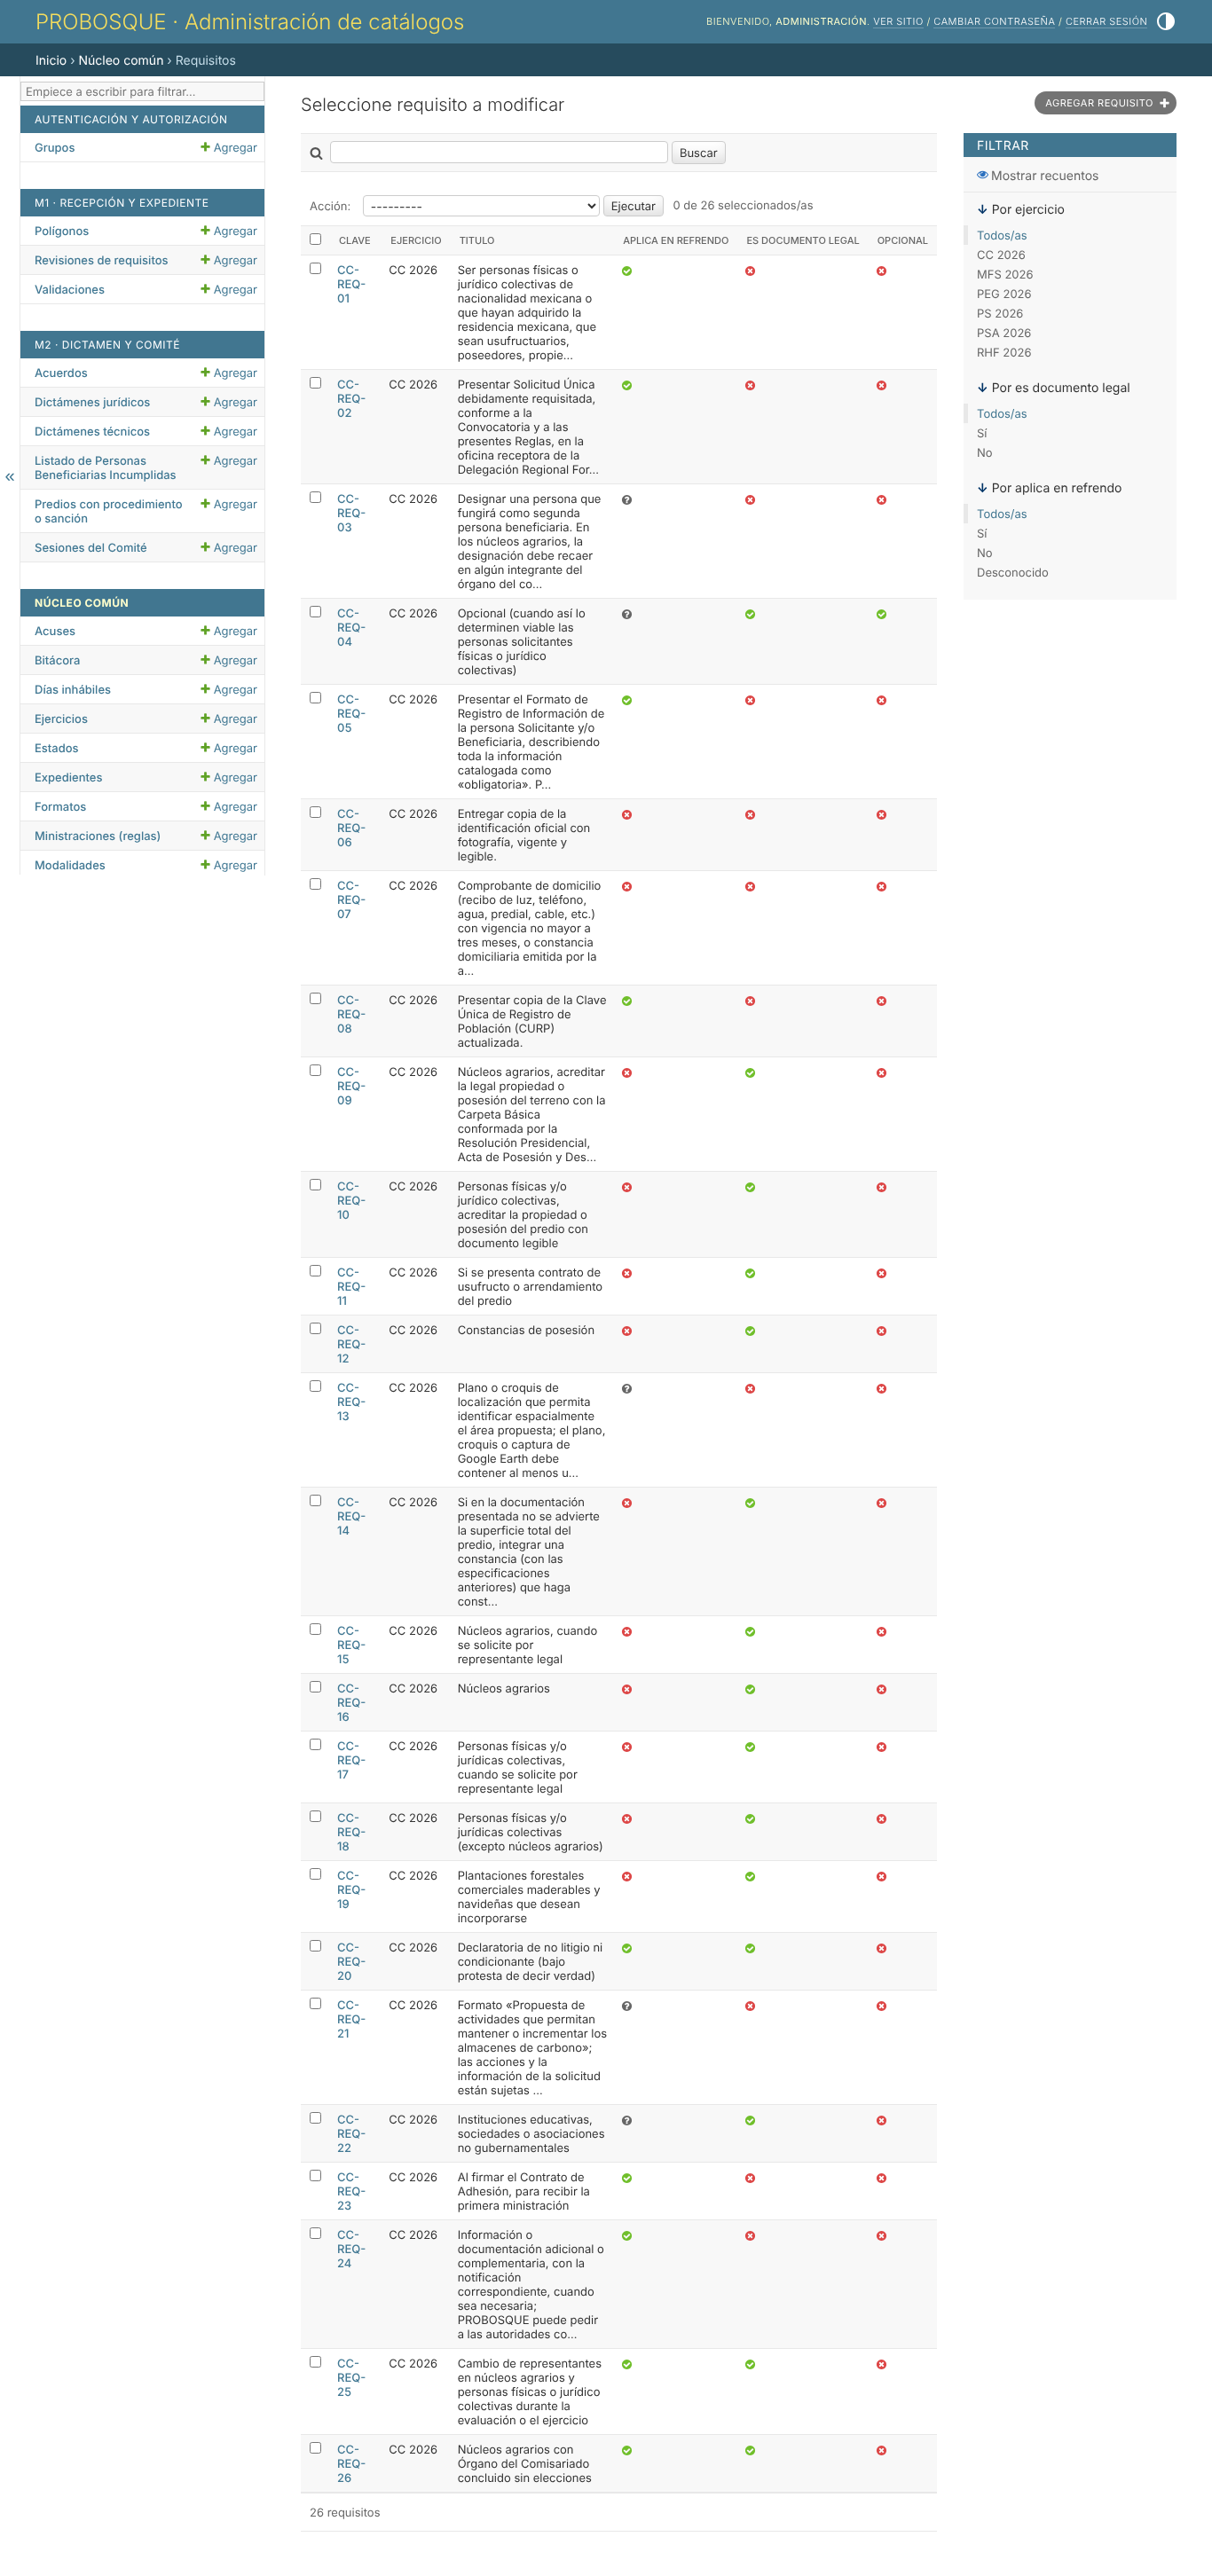 PROBOSQUE · Administración de catálogos
BIENVENIDO, ADMINISTRACIÓN. VER SITIO / CAMBIAR CONTRASEÑA / CERRAR SESIÓN
Inicio › Núcleo común › Requisitos
Empiece a escribir para filtrar...
AUTENTICACIÓN Y AUTORIZACIÓN
Grupos Agregar
M1 · RECEPCIÓN Y EXPEDIENTE
Polígonos Agregar
Revisiones de requisitos Agregar
Validaciones Agregar
M2 · DICTAMEN Y COMITÉ
Acuerdos Agregar
Dictámenes jurídicos Agregar
Dictámenes técnicos Agregar
Listado de Personas Agregar
Beneficiarias Incumplidas
Predios con procedimiento Agregar
o sanción
Sesiones del Comité Agregar
NÚCLEO COMÚN
Acuses Agregar
Bitácora Agregar
Días inhábiles Agregar
Ejercicios Agregar
Estados Agregar
Expedientes Agregar
Formatos Agregar
Ministraciones (reglas) Agregar
Modalidades Agregar
«
Seleccione requisito a modificar
AGREGAR REQUISITO
Buscar
Acción: --------- Ejecutar 0 de 26 seleccionados/as
CLAVE EJERCICIO TITULO APLICA EN REFRENDO ES DOCUMENTO LEGAL OPCIONAL
CC- CC 2026 Ser personas físicas o
REQ- jurídico colectivas de
01 nacionalidad mexicana o
que hayan adquirido la
residencia mexicana, que
sean usufructuarios,
poseedores, propie…
CC- CC 2026 Presentar Solicitud Única
REQ- debidamente requisitada,
02 conforme a la
Convocatoria y a las
presentes Reglas, en la
oficina receptora de la
Delegación Regional For…
CC- CC 2026 Designar una persona que
REQ- fungirá como segunda
03 persona beneficiaria. En
los núcleos agrarios, la
designación debe recaer
en algún integrante del
órgano del co…
CC- CC 2026 Opcional (cuando así lo
REQ- determinen viable las
04 personas solicitantes
físicas o jurídico
colectivas)
CC- CC 2026 Presentar el Formato de
REQ- Registro de Información de
05 la persona Solicitante y/o
Beneficiaria, describiendo
toda la información
catalogada como
«obligatoria». P…
CC- CC 2026 Entregar copia de la
REQ- identificación oficial con
06 fotografía, vigente y
legible.
CC- CC 2026 Comprobante de domicilio
REQ- (recibo de luz, teléfono,
07 agua, predial, cable, etc.)
con vigencia no mayor a
tres meses, o constancia
domiciliaria emitida por la
a…
CC- CC 2026 Presentar copia de la Clave
REQ- Única de Registro de
08 Población (CURP)
actualizada.
CC- CC 2026 Núcleos agrarios, acreditar
REQ- la legal propiedad o
09 posesión del terreno con la
Carpeta Básica
conformada por la
Resolución Presidencial,
Acta de Posesión y Des…
CC- CC 2026 Personas físicas y/o
REQ- jurídico colectivas,
10 acreditar la propiedad o
posesión del predio con
documento legible
CC- CC 2026 Si se presenta contrato de
REQ- usufructo o arrendamiento
11 del predio
CC- CC 2026 Constancias de posesión
REQ-
12
CC- CC 2026 Plano o croquis de
REQ- localización que permita
13 identificar espacialmente
el área propuesta; el plano,
croquis o captura de
Google Earth debe
contener al menos u…
CC- CC 2026 Si en la documentación
REQ- presentada no se advierte
14 la superficie total del
predio, integrar una
constancia (con las
especificaciones
anteriores) que haga
const…
CC- CC 2026 Núcleos agrarios, cuando
REQ- se solicite por
15 representante legal
CC- CC 2026 Núcleos agrarios
REQ-
16
CC- CC 2026 Personas físicas y/o
REQ- jurídicas colectivas,
17 cuando se solicite por
representante legal
CC- CC 2026 Personas físicas y/o
REQ- jurídicas colectivas
18 (excepto núcleos agrarios)
CC- CC 2026 Plantaciones forestales
REQ- comerciales maderables y
19 navideñas que desean
incorporarse
CC- CC 2026 Declaratoria de no litigio ni
REQ- condicionante (bajo
20 protesta de decir verdad)
CC- CC 2026 Formato «Propuesta de
REQ- actividades que permitan
21 mantener o incrementar los
almacenes de carbono»;
las acciones y la
información de la solicitud
están sujetas …
CC- CC 2026 Instituciones educativas,
REQ- sociedades o asociaciones
22 no gubernamentales
CC- CC 2026 Al firmar el Contrato de
REQ- Adhesión, para recibir la
23 primera ministración
CC- CC 2026 Información o
REQ- documentación adicional o
24 complementaria, con la
notificación
correspondiente, cuando
sea necesaria;
PROBOSQUE puede pedir
a las autoridades co…
CC- CC 2026 Cambio de representantes
REQ- en núcleos agrarios y
25 personas físicas o jurídico
colectivas durante la
evaluación o el ejercicio
CC- CC 2026 Núcleos agrarios con
REQ- Órgano del Comisariado
26 concluido sin elecciones
26 requisitos
FILTRAR
Mostrar recuentos
Por ejercicio
Todos/as
CC 2026
MFS 2026
PEG 2026
PS 2026
PSA 2026
RHF 2026
Por es documento legal
Todos/as
Sí
No
Por aplica en refrendo
Todos/as
Sí
No
Desconocido